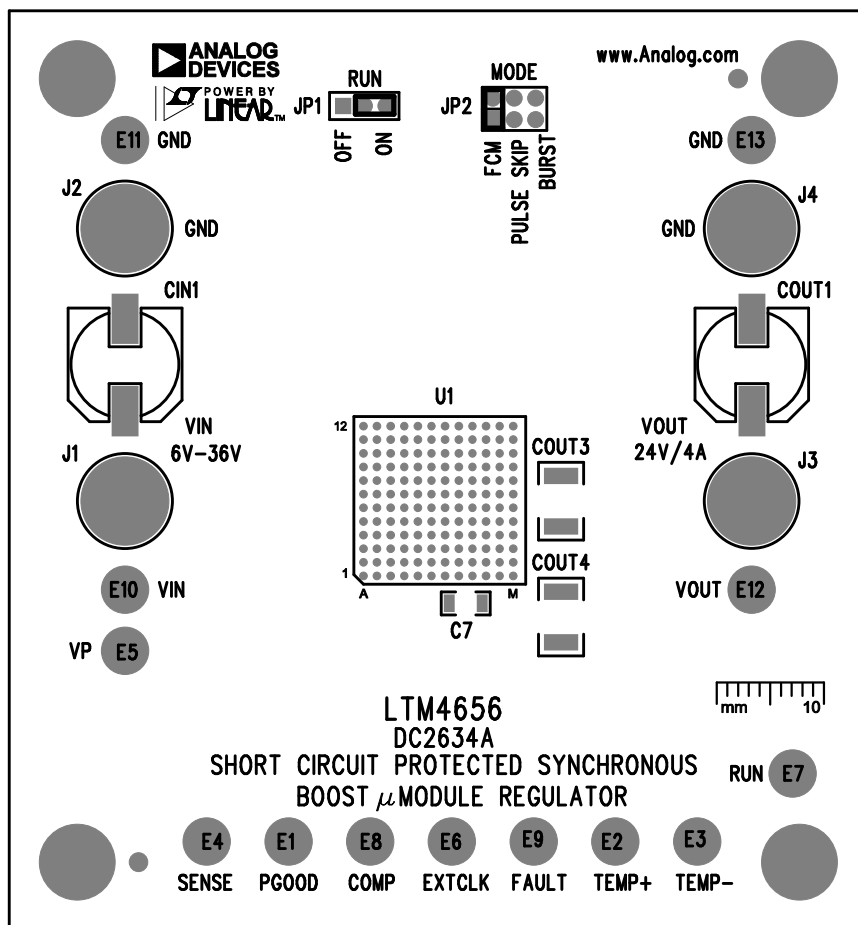 ANALOG
DEVICES
POWER BY
LINEAR™
RUN
JP1
OFF
ON
MODE
JP2
FCM
PULSE SKIP
BURST
www.Analog.com
E11 GND
J2
GND
CIN1
VIN
6V-36V
J1
E10 VIN
VP E5
GND E13
J4
GND
COUT1
VOUT
24V/4A
J3
VOUT E12
U1
12
1
A
M
COUT3
COUT4
C7
mm 10
LTM4656
DC2634A
SHORT CIRCUIT PROTECTED SYNCHRONOUS
BOOST μMODULE REGULATOR
RUN E7
E4 E1 E8 E6 E9 E2 E3
SENSE PGOOD COMP EXTCLK FAULT TEMP+ TEMP-